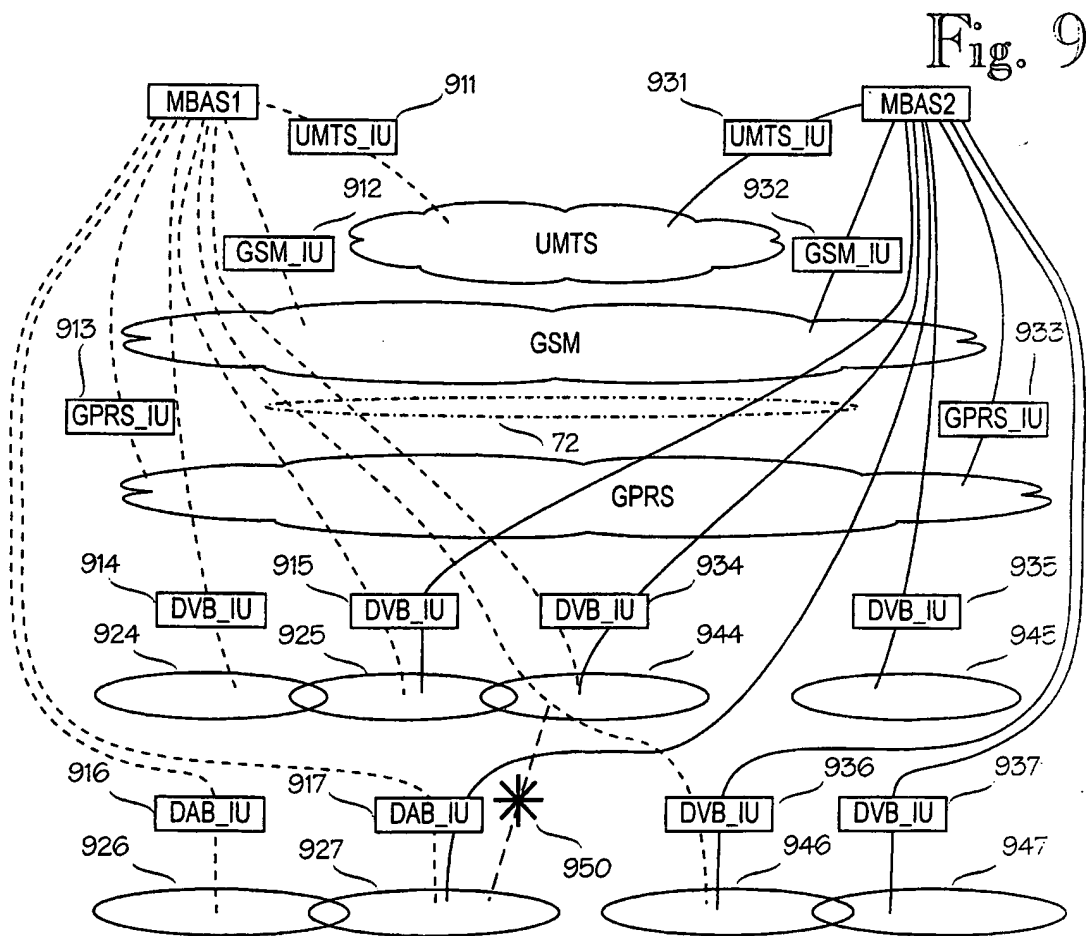 Fig. 9
MBAS1
911
931
MBAS2
UMTS_IU
UMTS_IU
912
932
GSM_IU
UMTS
GSM_IU
913
GSM
933
GPRS_IU
72
GPRS_IU
GPRS
914
915
934
935
DVB_IU
DVB_IU
DVB_IU
DVB_IU
924
925
944
945
916
917
936
937
DAB_IU
DAB_IU
DVB_IU
DVB_IU
926
927
950
946
947